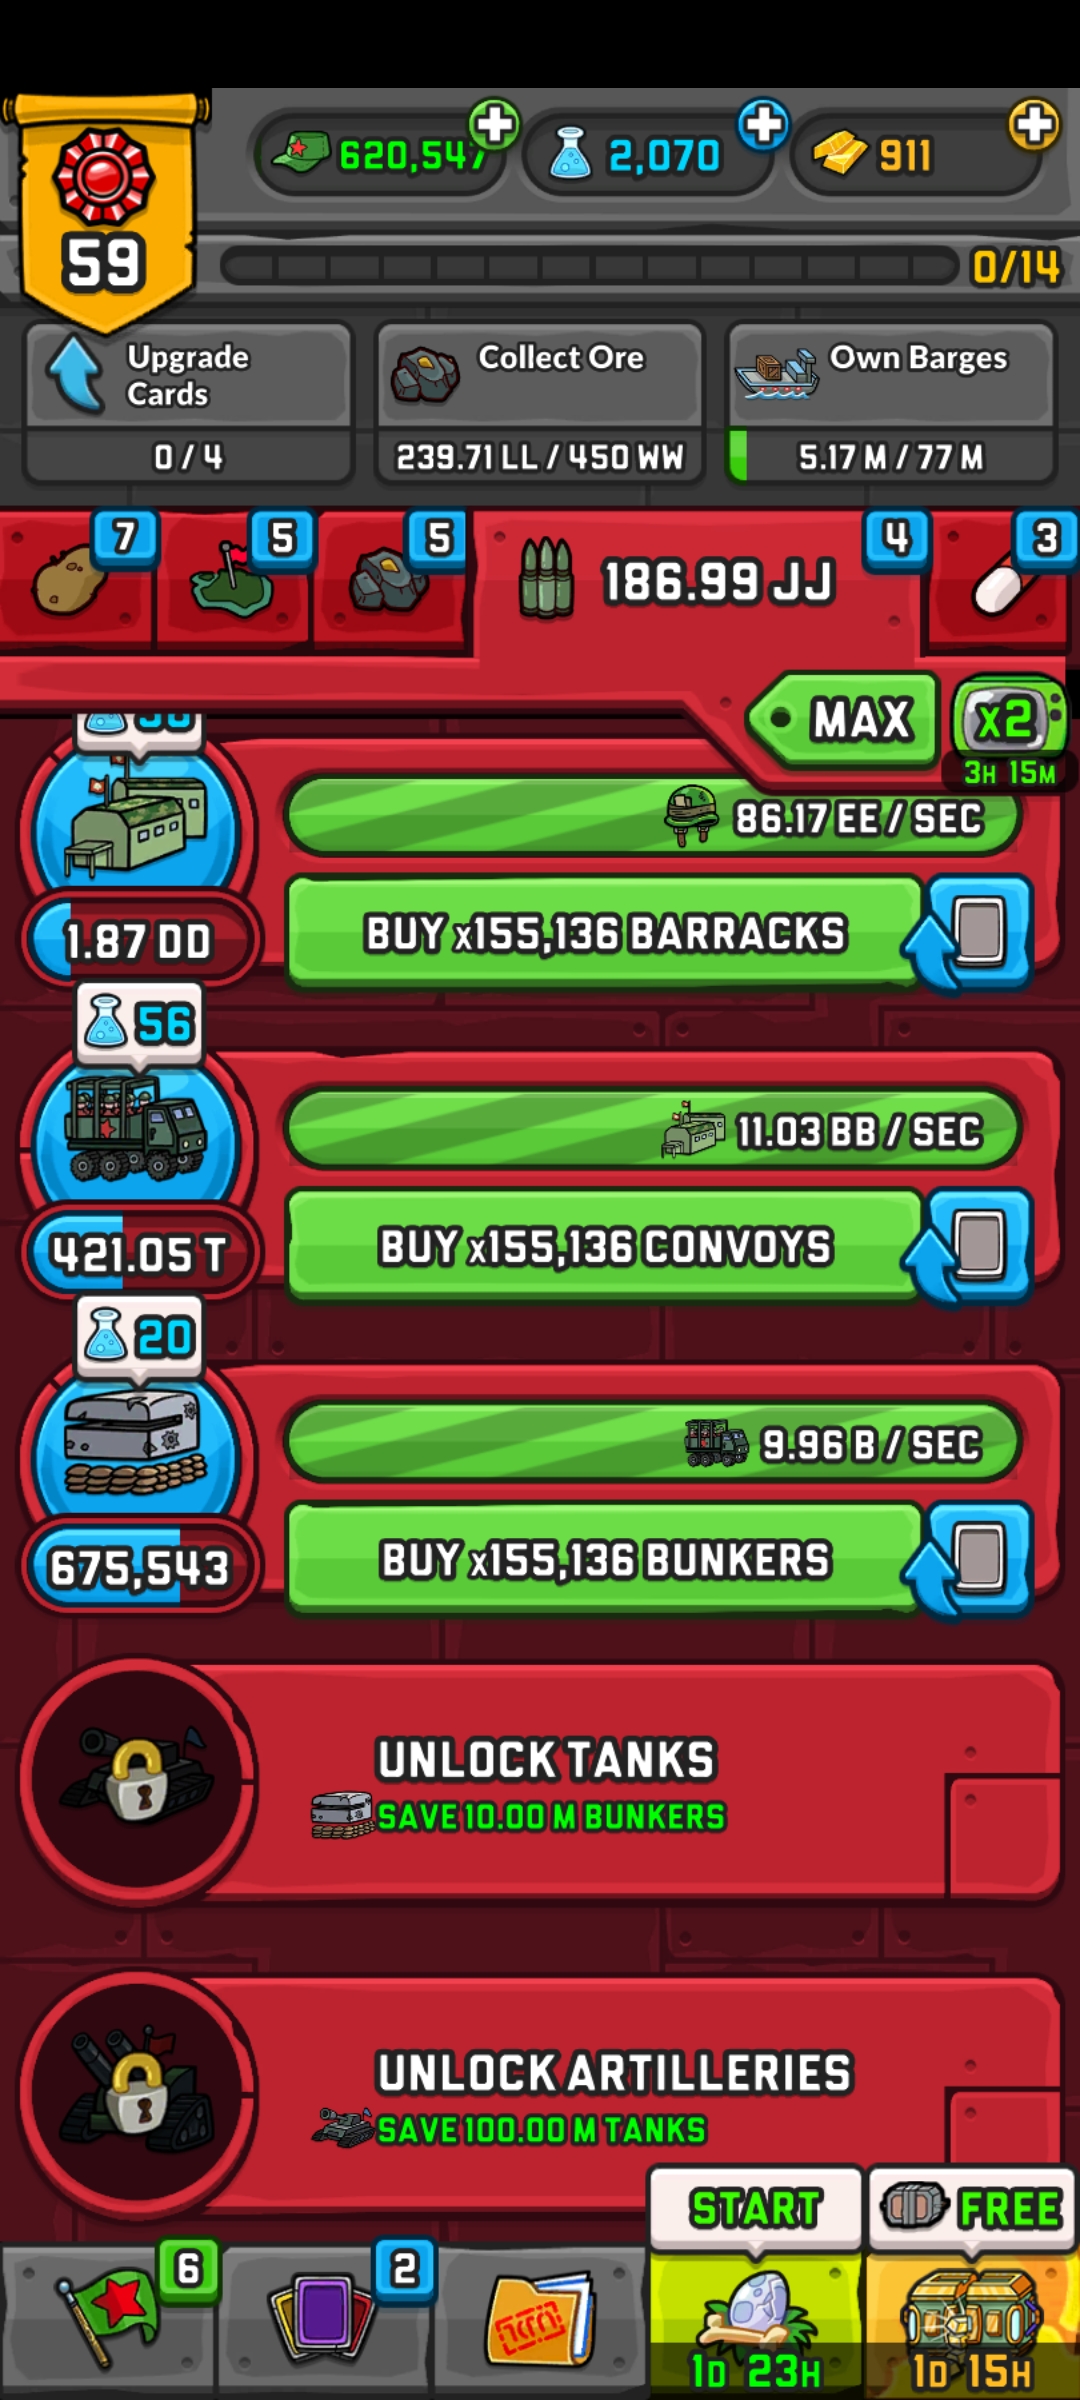 620,547
2,070
911
59
0/14
Upgrade
Cards
0 / 4
Collect Ore
239.71 LL / 450 WW
Own Barges
5.17 M / 77 M
7
5
5
186.99 JJ
4
3
MAX
x2
3H 15M
86.17 EE / SEC
1.87 DD
BUY x155,136 BARRACKS
56
11.03 BB / SEC
421.05 T
BUY x155,136 CONVOYS
20
9.96 B / SEC
675,543
BUY x155,136 BUNKERS
UNLOCK TANKS
SAVE 10.00 M BUNKERS
UNLOCK ARTILLERIES
SAVE 100.00 M TANKS
START
FREE
6
2
1D 23H
1D 15H